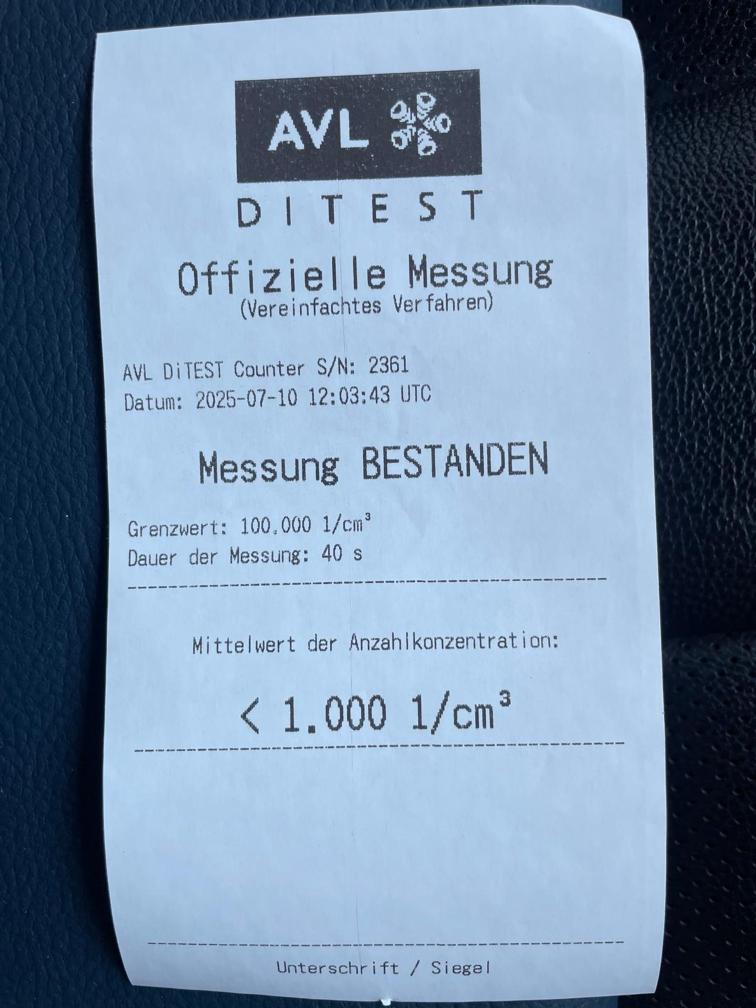 AVL
DITEST
Offizielle Messung
(Vereinfachtes Verfahren)
AVL DiTEST Counter S/N: 2361
Datum: 2025-07-10 12:03:43 UTC
Messung BESTANDEN
Grenzwert: 100.000 1/cm³
Dauer der Messung: 40 s
Mittelwert der Anzahlkonzentration:
< 1.000 1/cm³
Unterschrift / Siegel